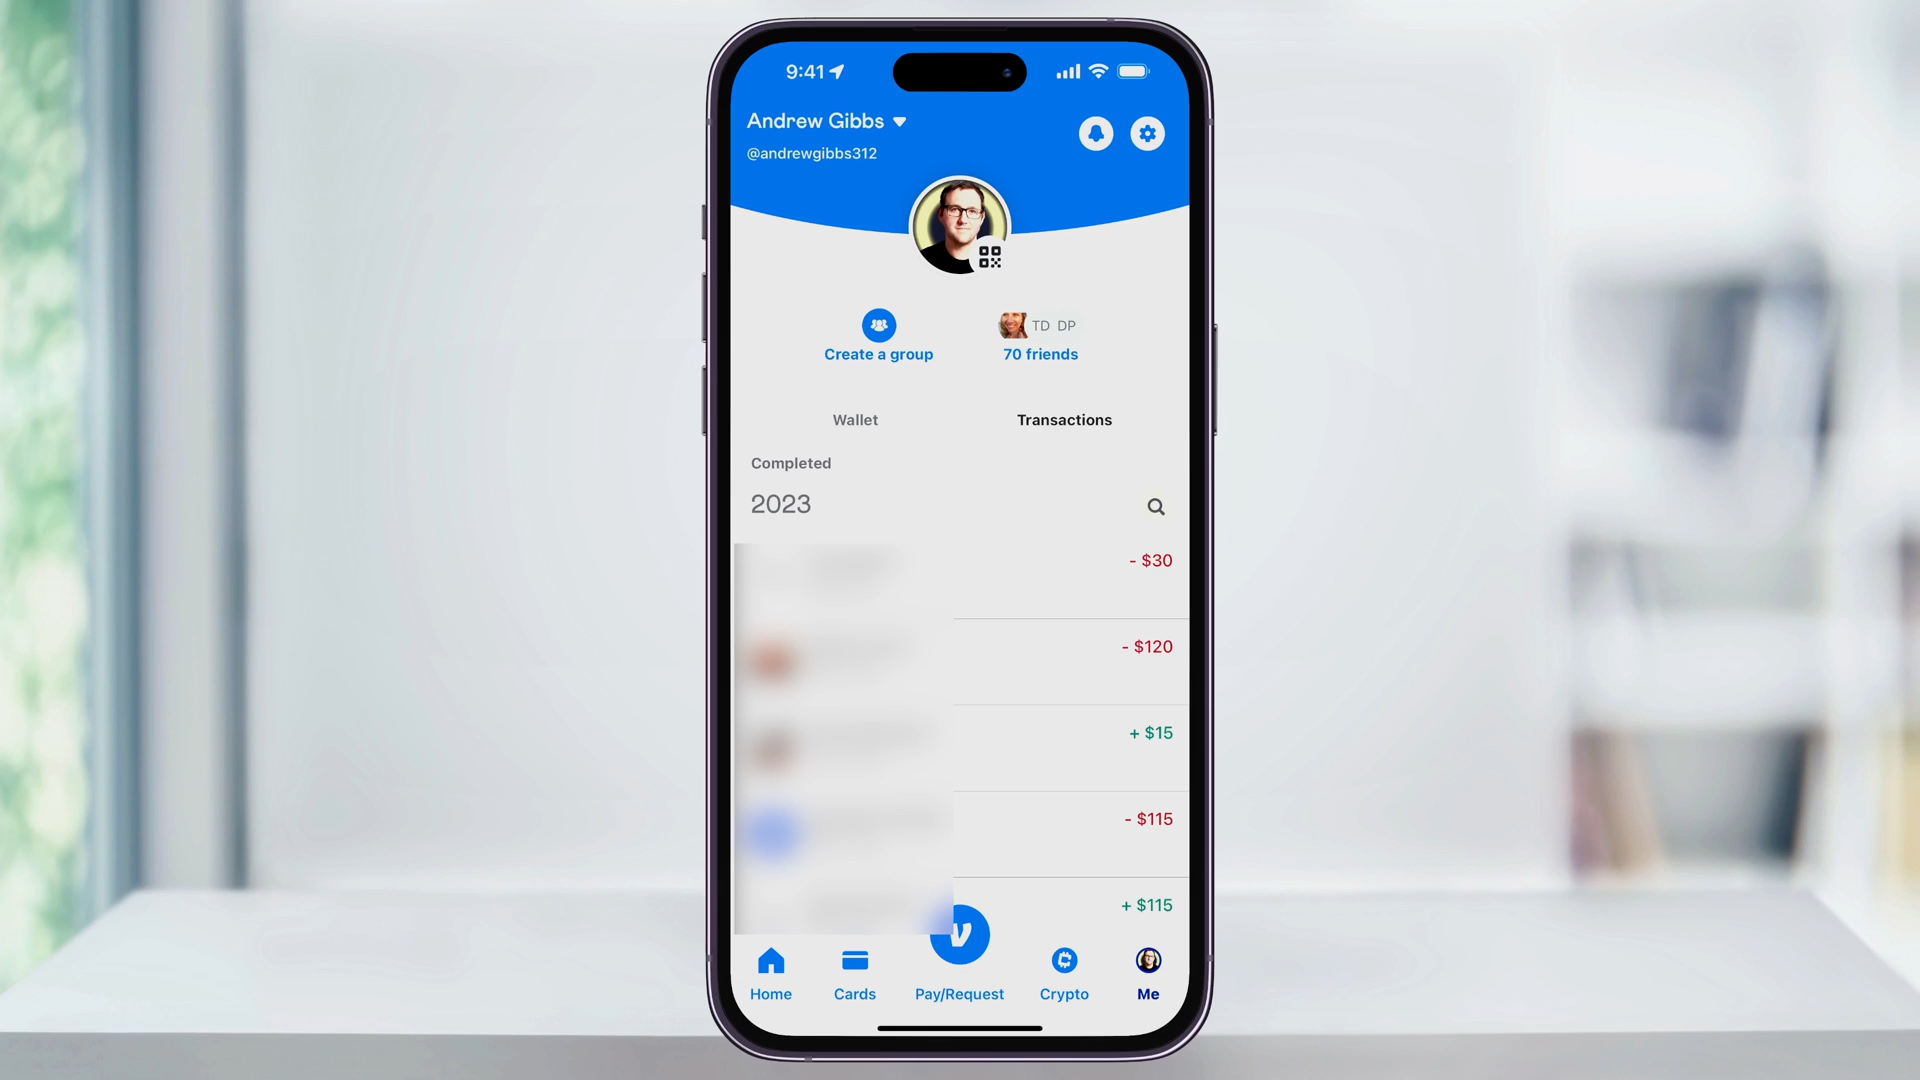 9:41
Andrew Gibbs
@andrewgibbs312
TD DP
Create a group
70 friends
Wallet
Transactions
Completed
2023
- $30
- $120
+ $15
- $115
+ $115
Home
Cards
Pay/Request
Crypto
Me